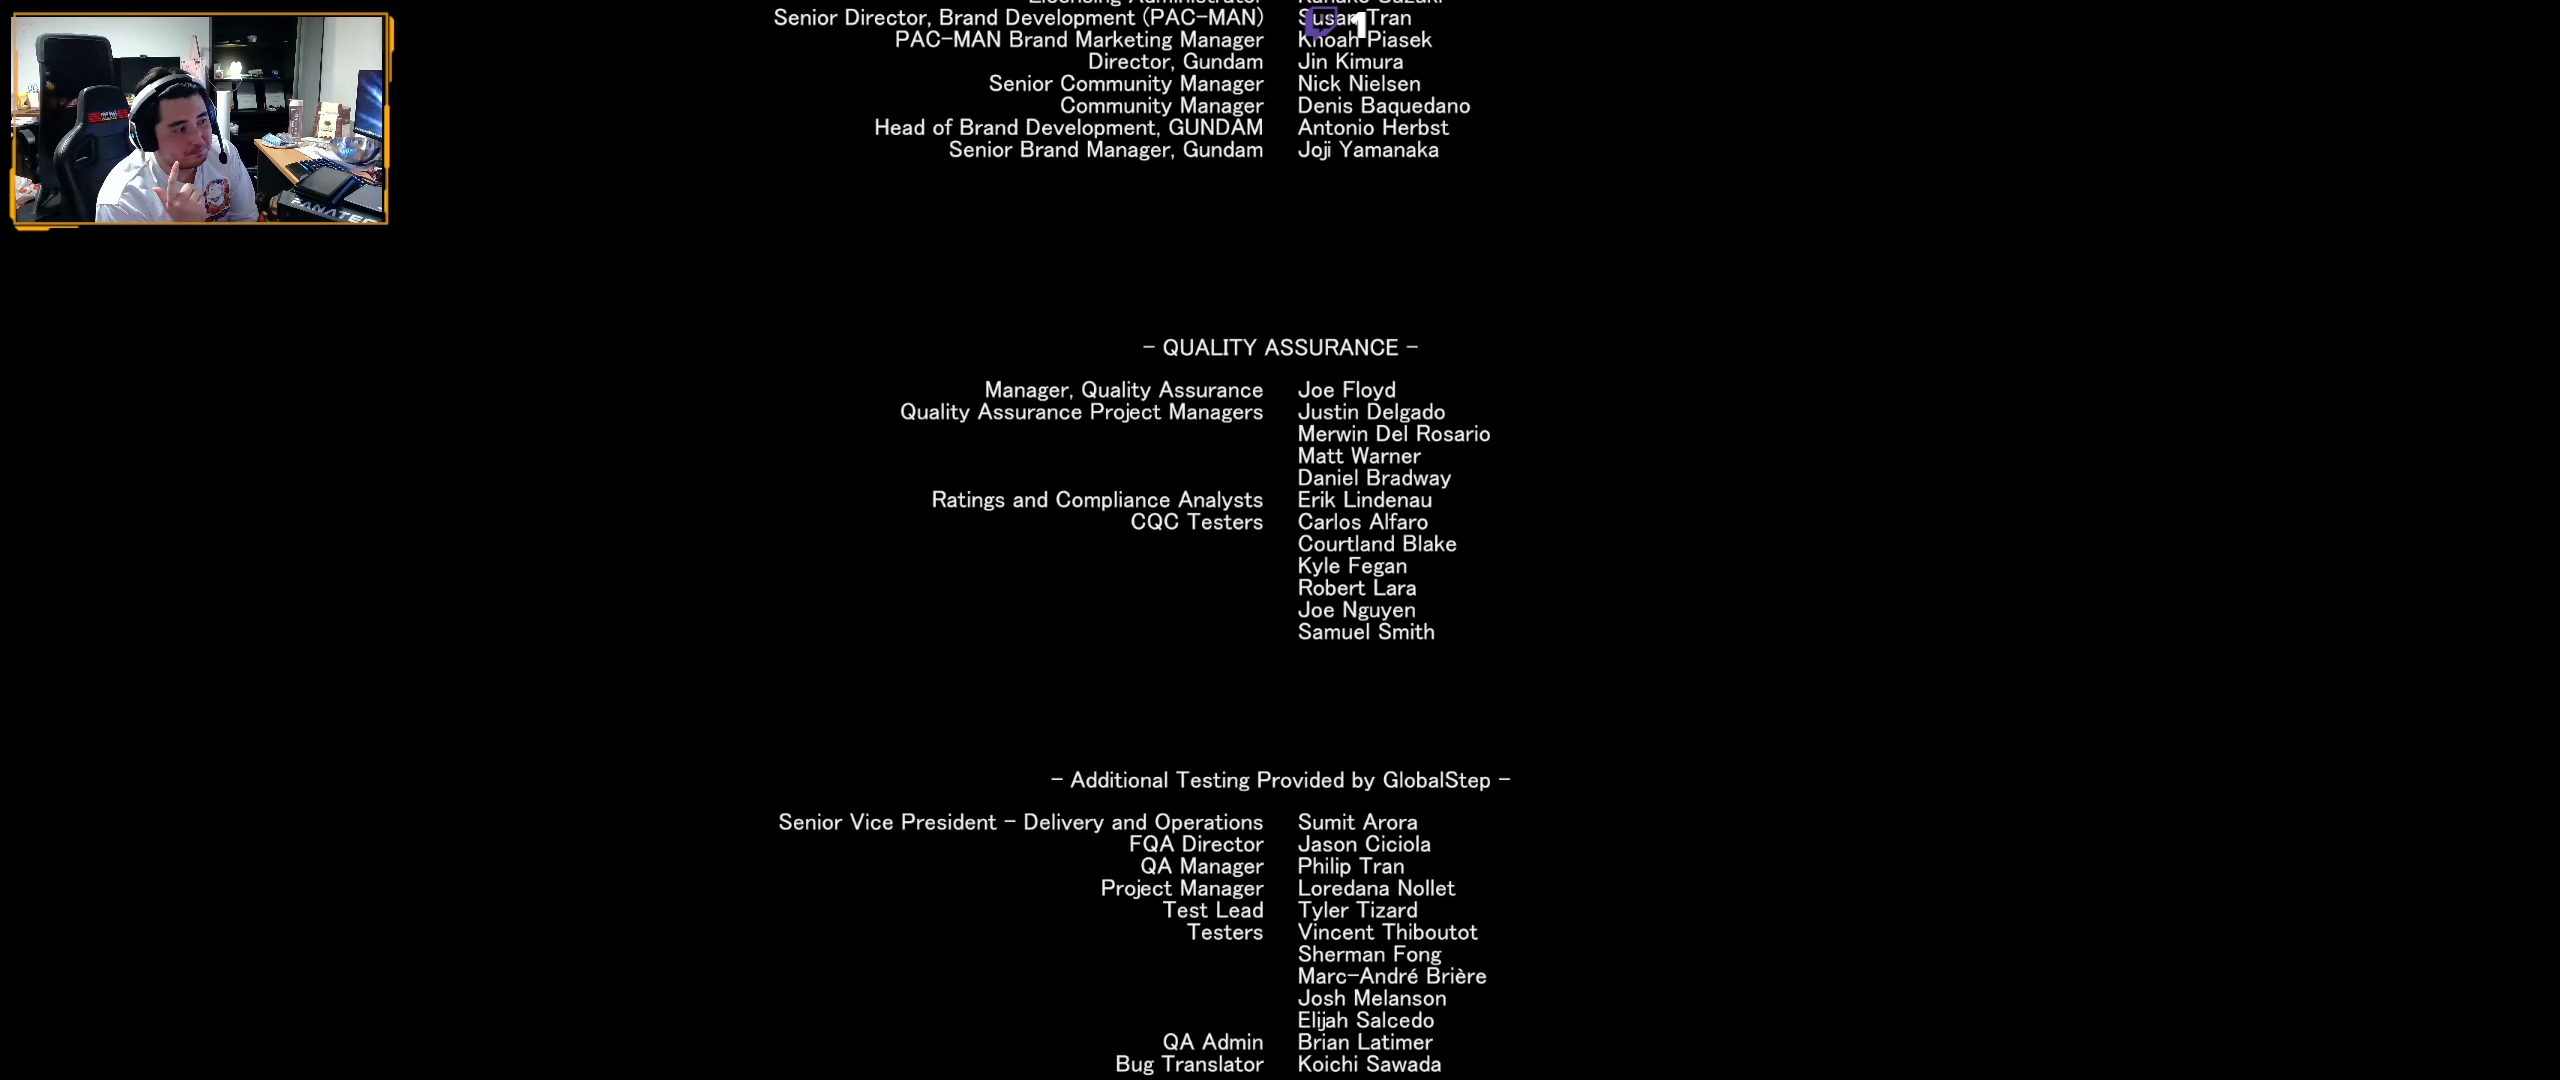 Senior Director, Brand Development (PAC-MAN) Susan Tran
1
PAC-MAN Brand Marketing Manager Khoah Piasek
Director, Gundam Jin Kimura
Senior Community Manager Nick Nielsen
Community Manager Denis Baquedano
Head of Brand Development, GUNDAM Antonio Herbst
Senior Brand Manager, Gundam Joji Yamanaka
FANATEC
- QUALITY ASSURANCE -
Manager, Quality Assurance Joe Floyd
Quality Assurance Project Managers Justin Delgado
Merwin Del Rosario
Matt Warner
Daniel Bradway
Ratings and Compliance Analysts Erik Lindenau
CQC Testers Carlos Alfaro
Courtland Blake
Kyle Fegan
Robert Lara
Joe Nguyen
Samuel Smith
- Additional Testing Provided by GlobalStep -
Senior Vice President - Delivery and Operations Sumit Arora
FQA Director Jason Ciciola
QA Manager Philip Tran
Project Manager Loredana Nollet
Test Lead Tyler Tizard
Testers Vincent Thiboutot
Sherman Fong
Marc-André Brière
Josh Melanson
Elijah Salcedo
QA Admin Brian Latimer
Bug Translator Koichi Sawada